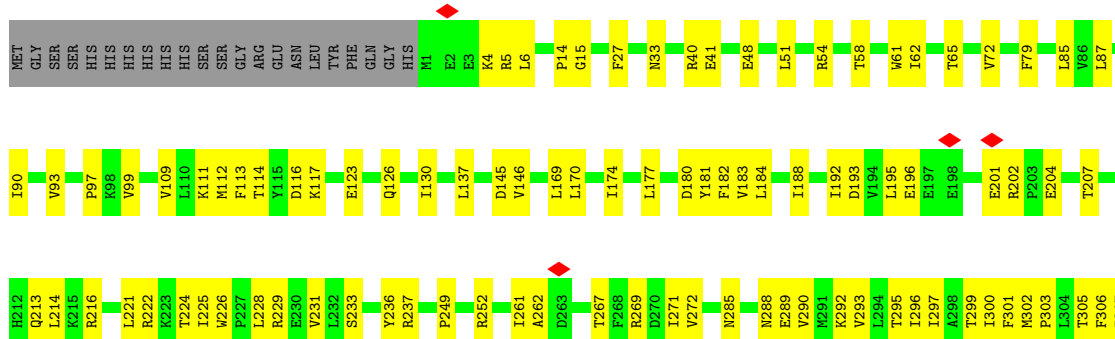 MET GLY SER SER HIS HIS HIS HIS HIS HIS SER SER GLY ARG GLU ASN LEU TYR PHE GLN GLY HIS M1 E2 E3 K4 R5 L6 P14 G15 F27 N33 R40 E41 E48 L51 R54 T58 W61 I62 T65 V72 F79 L85 V86 L87
I90 V93 P97 K98 V99 V109 L110 K111 M112 F113 T114 Y115 D116 K117 E123 Q126 I130 L137 D145 V146 L169 L170 I174 L177 D180 Y181 F182 V183 L184 I188 I192 D193 V194 L195 E196 E197 E198 E201 R202 P203 E204 T207
H212 Q213 L214 K215 R216 L221 R222 K223 T224 I225 W226 P227 L228 R229 E230 V231 L232 S233 Y236 R237 P249 R252 I261 A262 D263 T267 F268 R269 D270 I271 V272 N285 N288 E289 V290 M291 K292 V293 L294 T295 I296 I297 A298 T299 I300 F301 M302 P303 L304 T305 F306